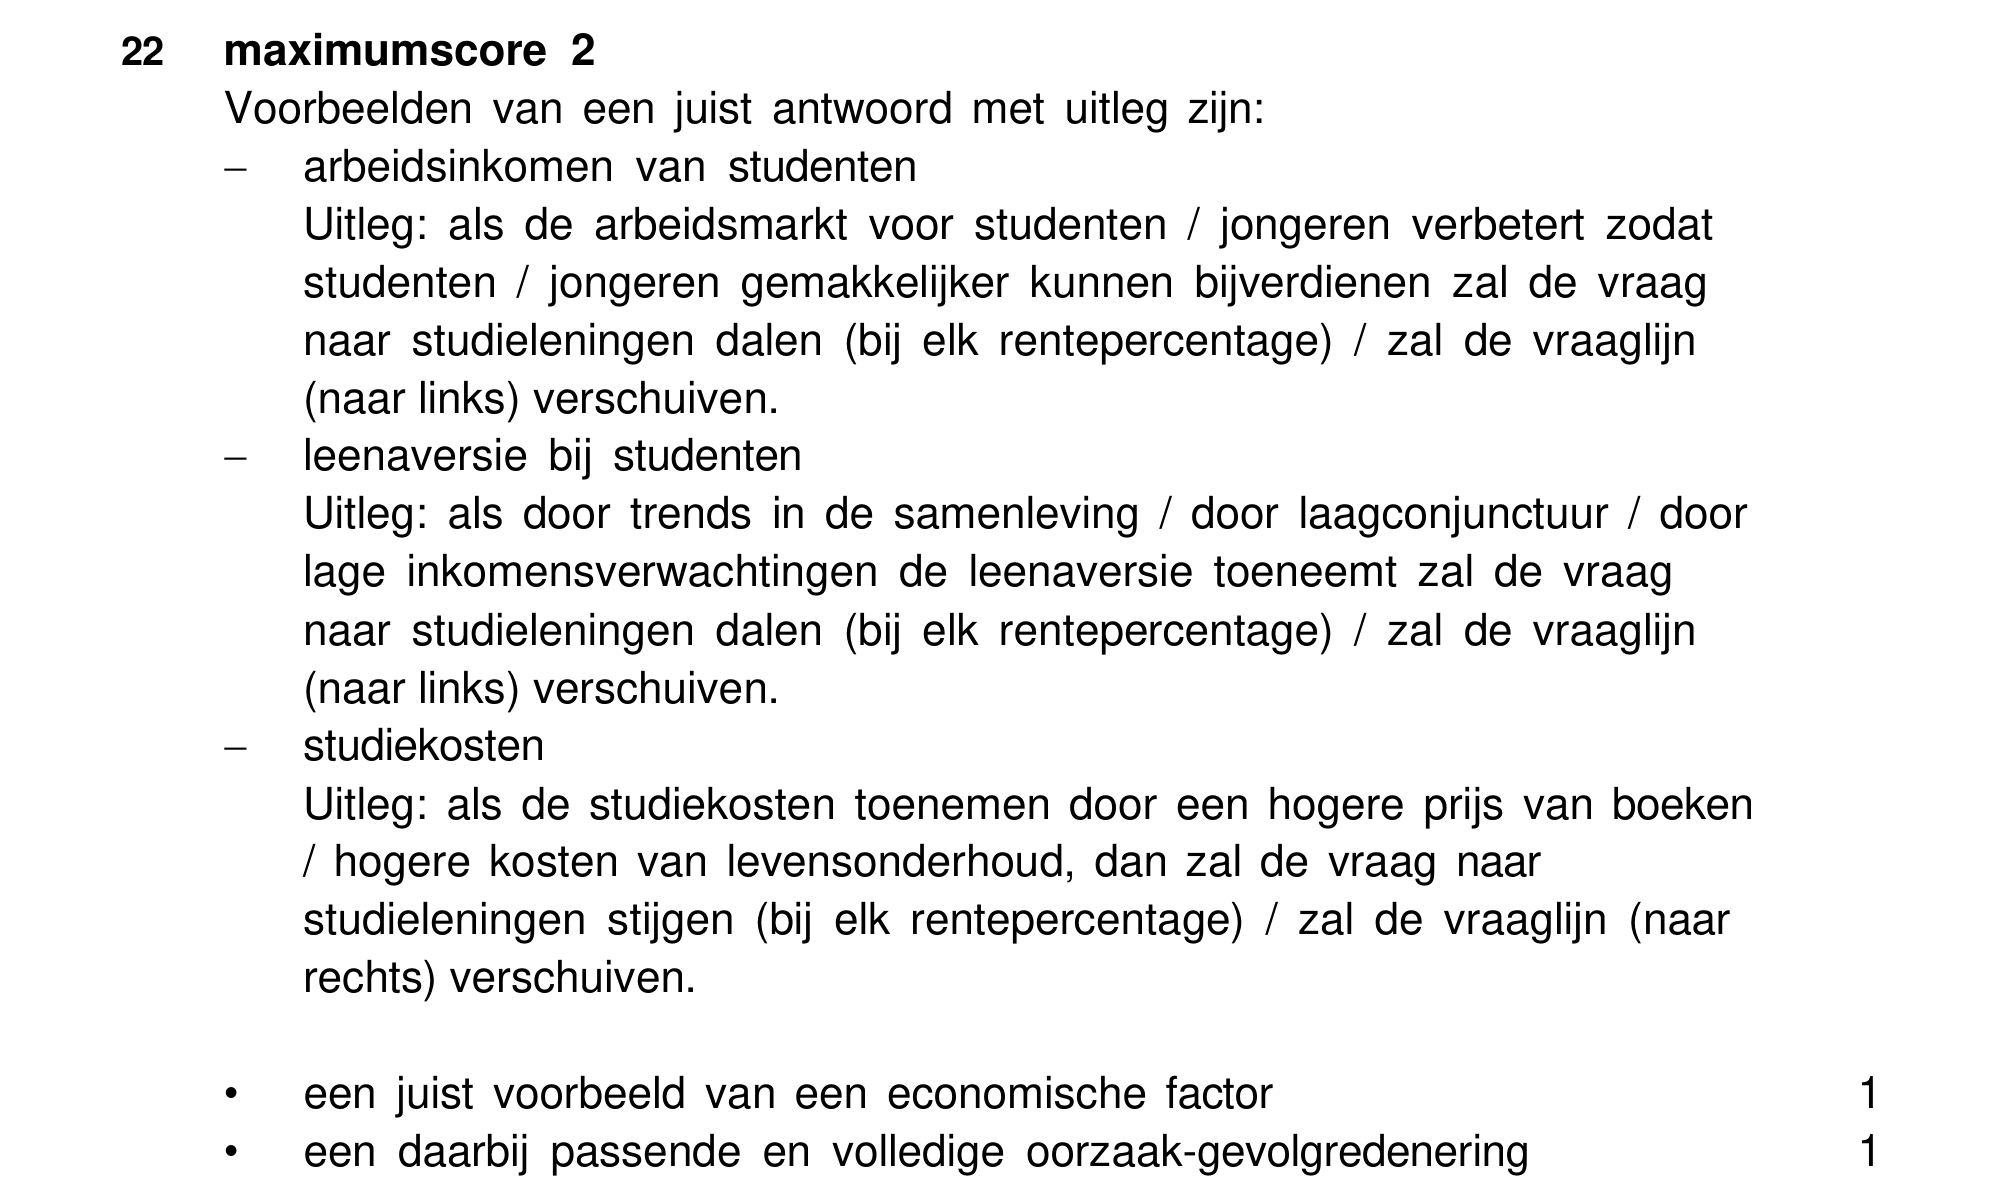 22 maximumscore 2
Voorbeelden van een juist antwoord met uitleg zijn:
− arbeidsinkomen van studenten
Uitleg: als de arbeidsmarkt voor studenten / jongeren verbetert zodat
studenten / jongeren gemakkelijker kunnen bijverdienen zal de vraag
naar studieleningen dalen (bij elk rentepercentage) / zal de vraaglijn
(naar links) verschuiven.
− leenaversie bij studenten
Uitleg: als door trends in de samenleving / door laagconjunctuur / door
lage inkomensverwachtingen de leenaversie toeneemt zal de vraag
naar studieleningen dalen (bij elk rentepercentage) / zal de vraaglijn
(naar links) verschuiven.
− studiekosten
Uitleg: als de studiekosten toenemen door een hogere prijs van boeken
/ hogere kosten van levensonderhoud, dan zal de vraag naar
studieleningen stijgen (bij elk rentepercentage) / zal de vraaglijn (naar
rechts) verschuiven.
• een juist voorbeeld van een economische factor 1
• een daarbij passende en volledige oorzaak-gevolgredenering 1